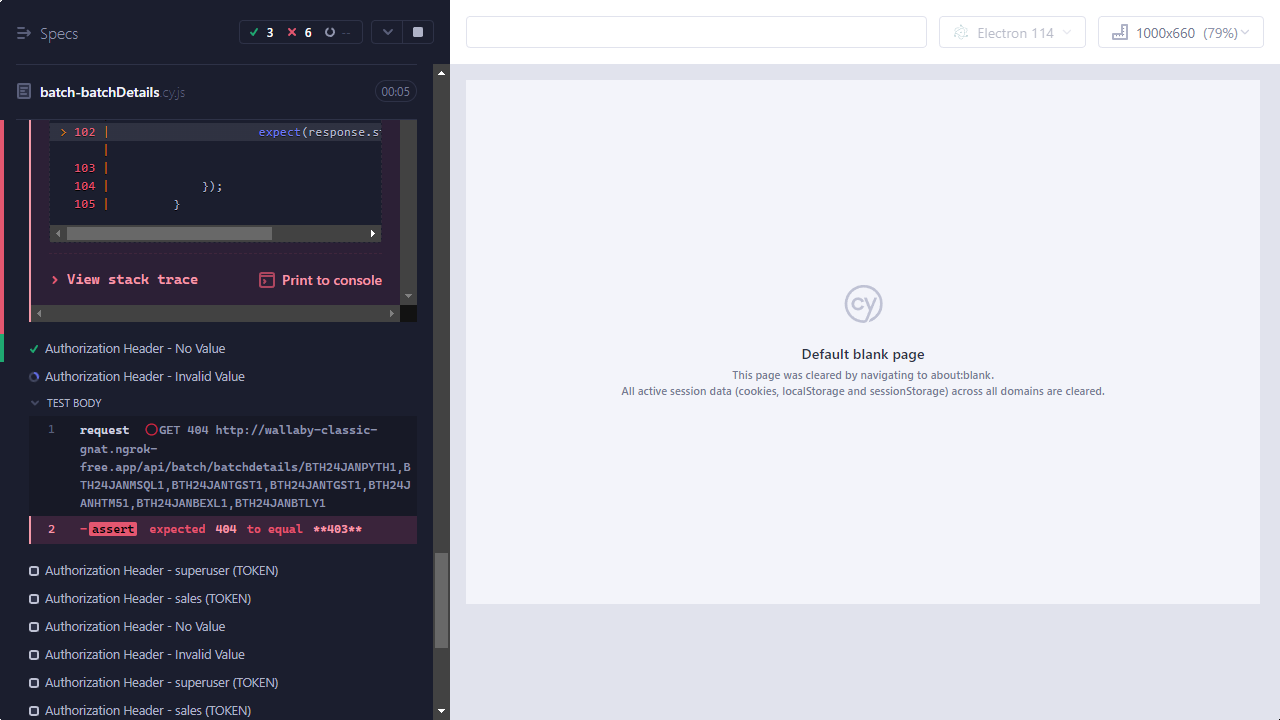 Specs
3 6 --
Electron 114
1000x660 (79%)
batch-batchDetails.cy.js
00:05
> 102 | expect(response.st
|
103 |
104 | });
105 | }
View stack trace
Print to console
Authorization Header - No Value
Authorization Header - Invalid Value
TEST BODY
1 request GET 404 http://wallaby-classic-
gnat.ngrok-
free.app/api/batch/batchdetails/BTH24JANPYTH1,B
TH24JANMSQL1,BTH24JANTGST1,BTH24JANTGST1,BTH24J
ANHTM51,BTH24JANBEXL1,BTH24JANBTLY1
2 -assert expected 404 to equal **403**
Authorization Header - superuser (TOKEN)
Authorization Header - sales (TOKEN)
Authorization Header - No Value
Authorization Header - Invalid Value
Authorization Header - superuser (TOKEN)
Authorization Header - sales (TOKEN)
cy
Default blank page
This page was cleared by navigating to about:blank.
All active session data (cookies, localStorage and sessionStorage) across all domains are cleared.